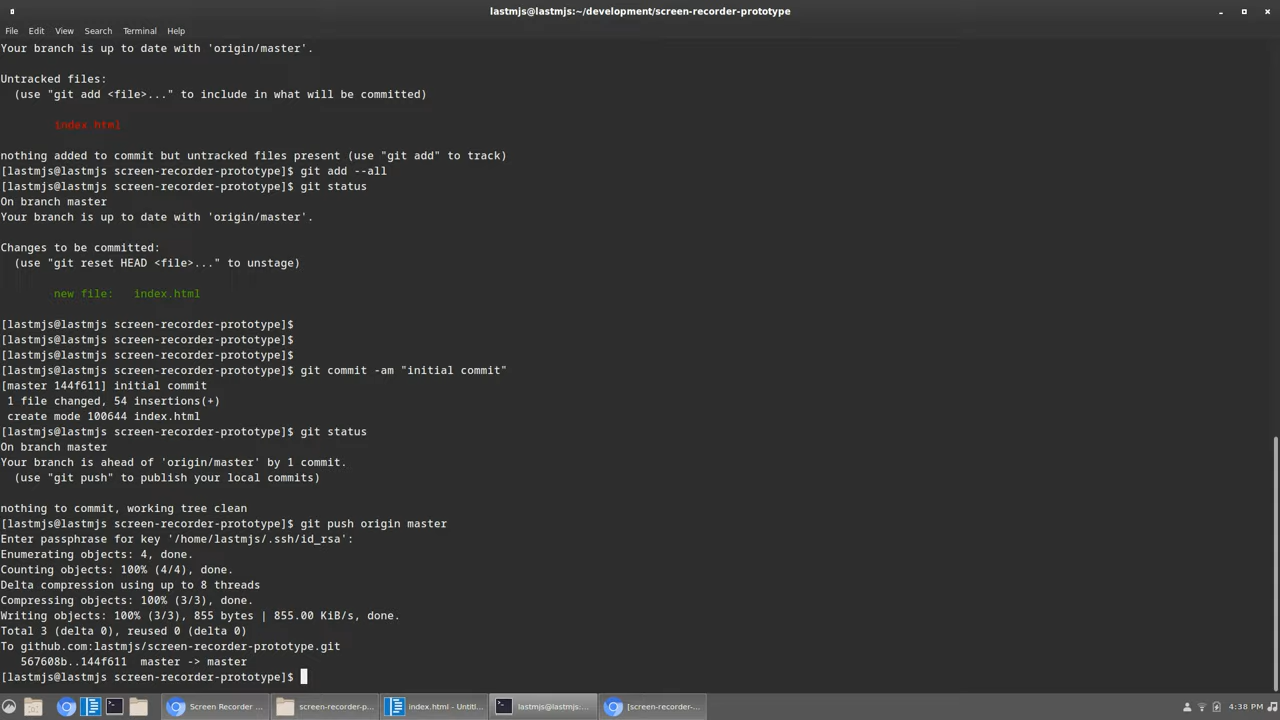 lastmjs@lastmjs:~/development/screen-recorder-prototype
File Edit View Search Terminal Help
Your branch is up to date with 'origin/master'.
Untracked files:
(use "git add <file>..." to include in what will be committed)
index.html
nothing added to commit but untracked files present (use "git add" to track)
[lastmjs@lastmjs screen-recorder-prototype]$ git add --all
[lastmjs@lastmjs screen-recorder-prototype]$ git status
On branch master
Your branch is up to date with 'origin/master'.
Changes to be committed:
(use "git reset HEAD <file>..." to unstage)
new file:   index.html
[lastmjs@lastmjs screen-recorder-prototype]$
[lastmjs@lastmjs screen-recorder-prototype]$
[lastmjs@lastmjs screen-recorder-prototype]$
[lastmjs@lastmjs screen-recorder-prototype]$ git commit -am "initial commit"
[master 144f611] initial commit
1 file changed, 54 insertions(+)
create mode 100644 index.html
[lastmjs@lastmjs screen-recorder-prototype]$ git status
On branch master
Your branch is ahead of 'origin/master' by 1 commit.
(use "git push" to publish your local commits)
nothing to commit, working tree clean
[lastmjs@lastmjs screen-recorder-prototype]$ git push origin master
Enter passphrase for key '/home/lastmjs/.ssh/id_rsa':
Enumerating objects: 4, done.
Counting objects: 100% (4/4), done.
Delta compression using up to 8 threads
Compressing objects: 100% (3/3), done.
Writing objects: 100% (3/3), 855 bytes | 855.00 KiB/s, done.
Total 3 (delta 0), reused 0 (delta 0)
To github.com:lastmjs/screen-recorder-prototype.git
567608b..144f611  master -> master
[lastmjs@lastmjs screen-recorder-prototype]$
Screen Recorder ... screen-recorder-p... index.html - Untitl... lastmjs@lastmjs:... [screen-recorder-... 4:38 PM